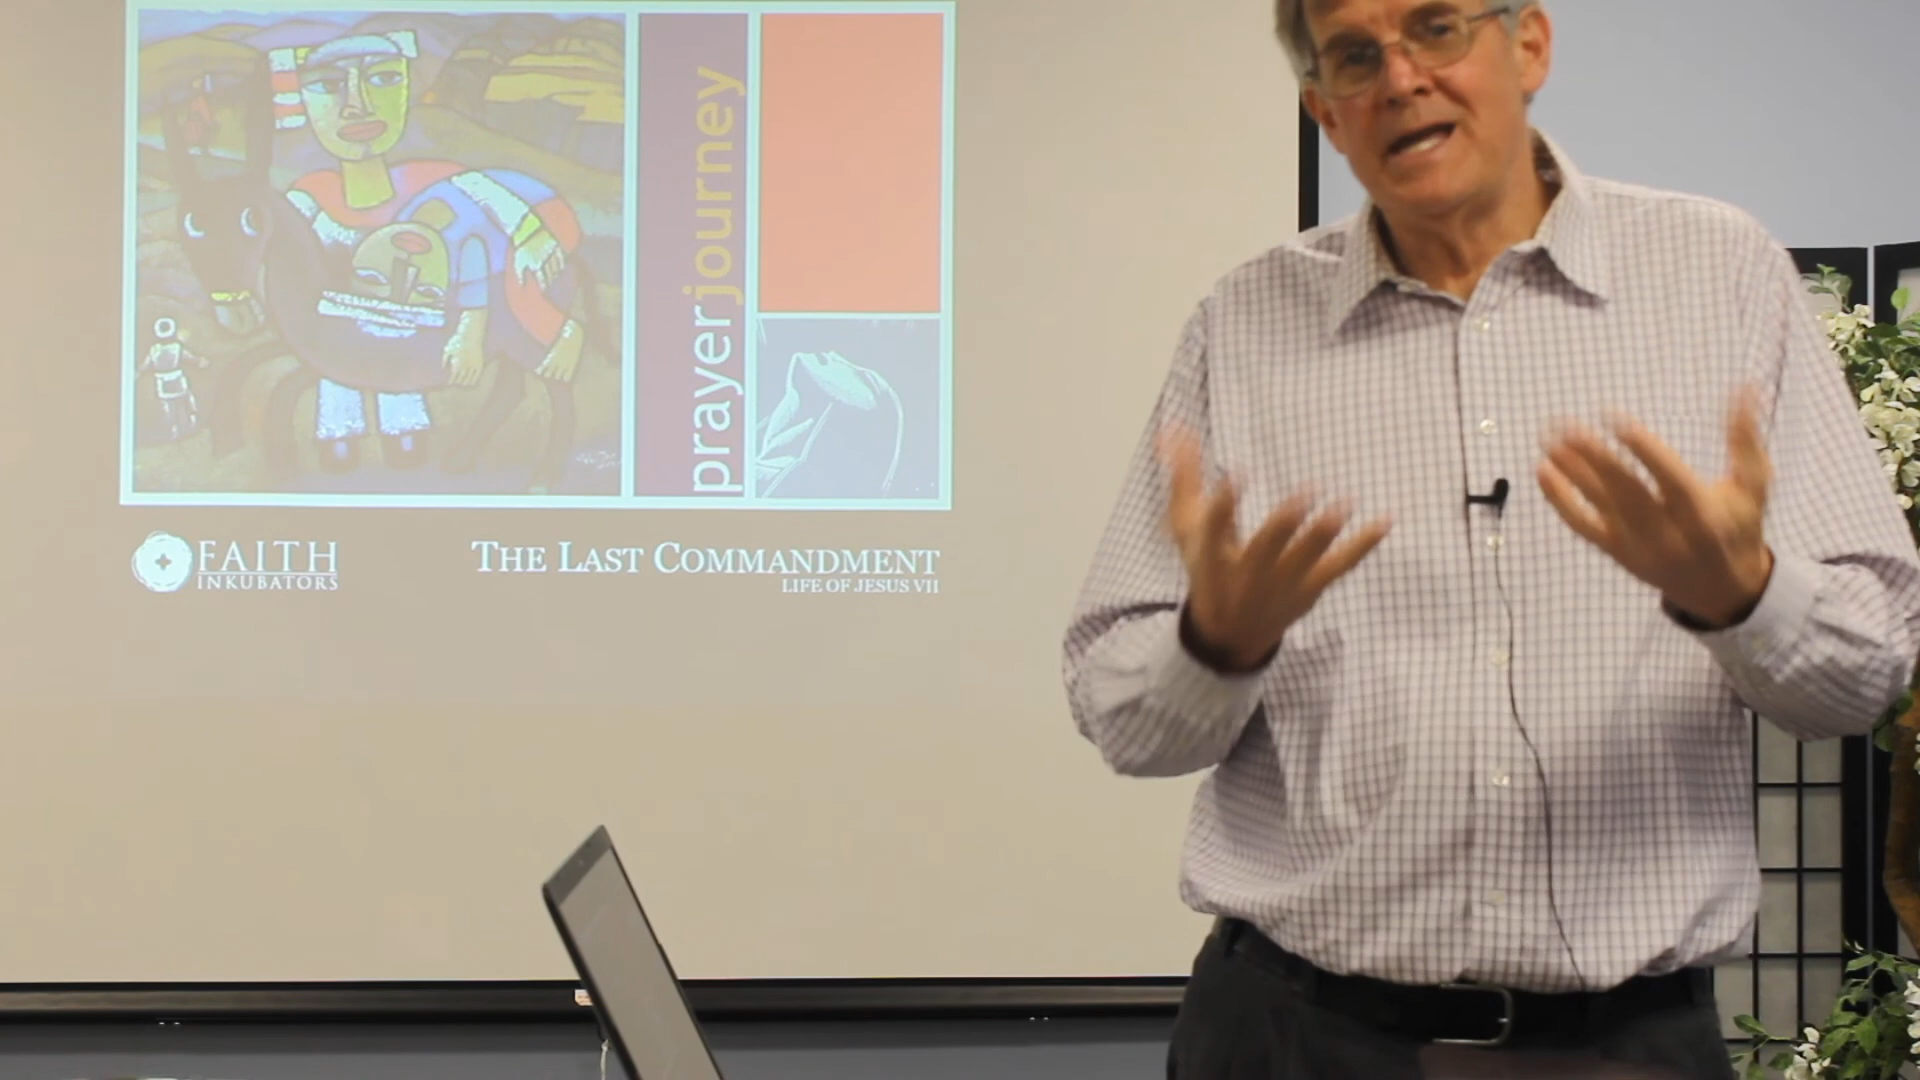 prayerjourney
FAITH
INKUBATORS
THE LAST COMMANDMENT
LIFE OF JESUS VII